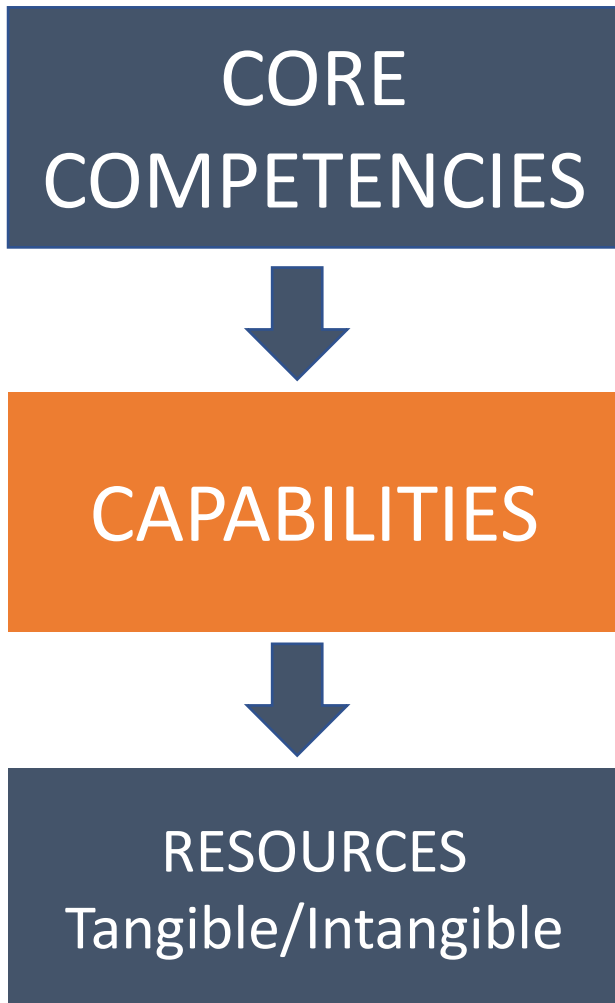 CORE
COMPETENCIES
CAPABILITIES
RESOURCES
Tangible/Intangible